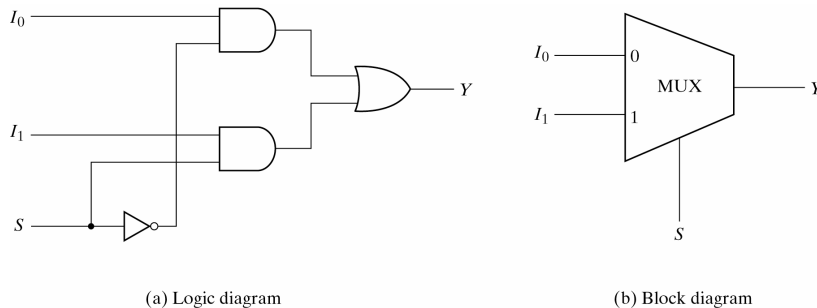 I₀
I₁
S
Y
(a) Logic diagram
I₀
I₁
0
1
MUX
Y
S
(b) Block diagram